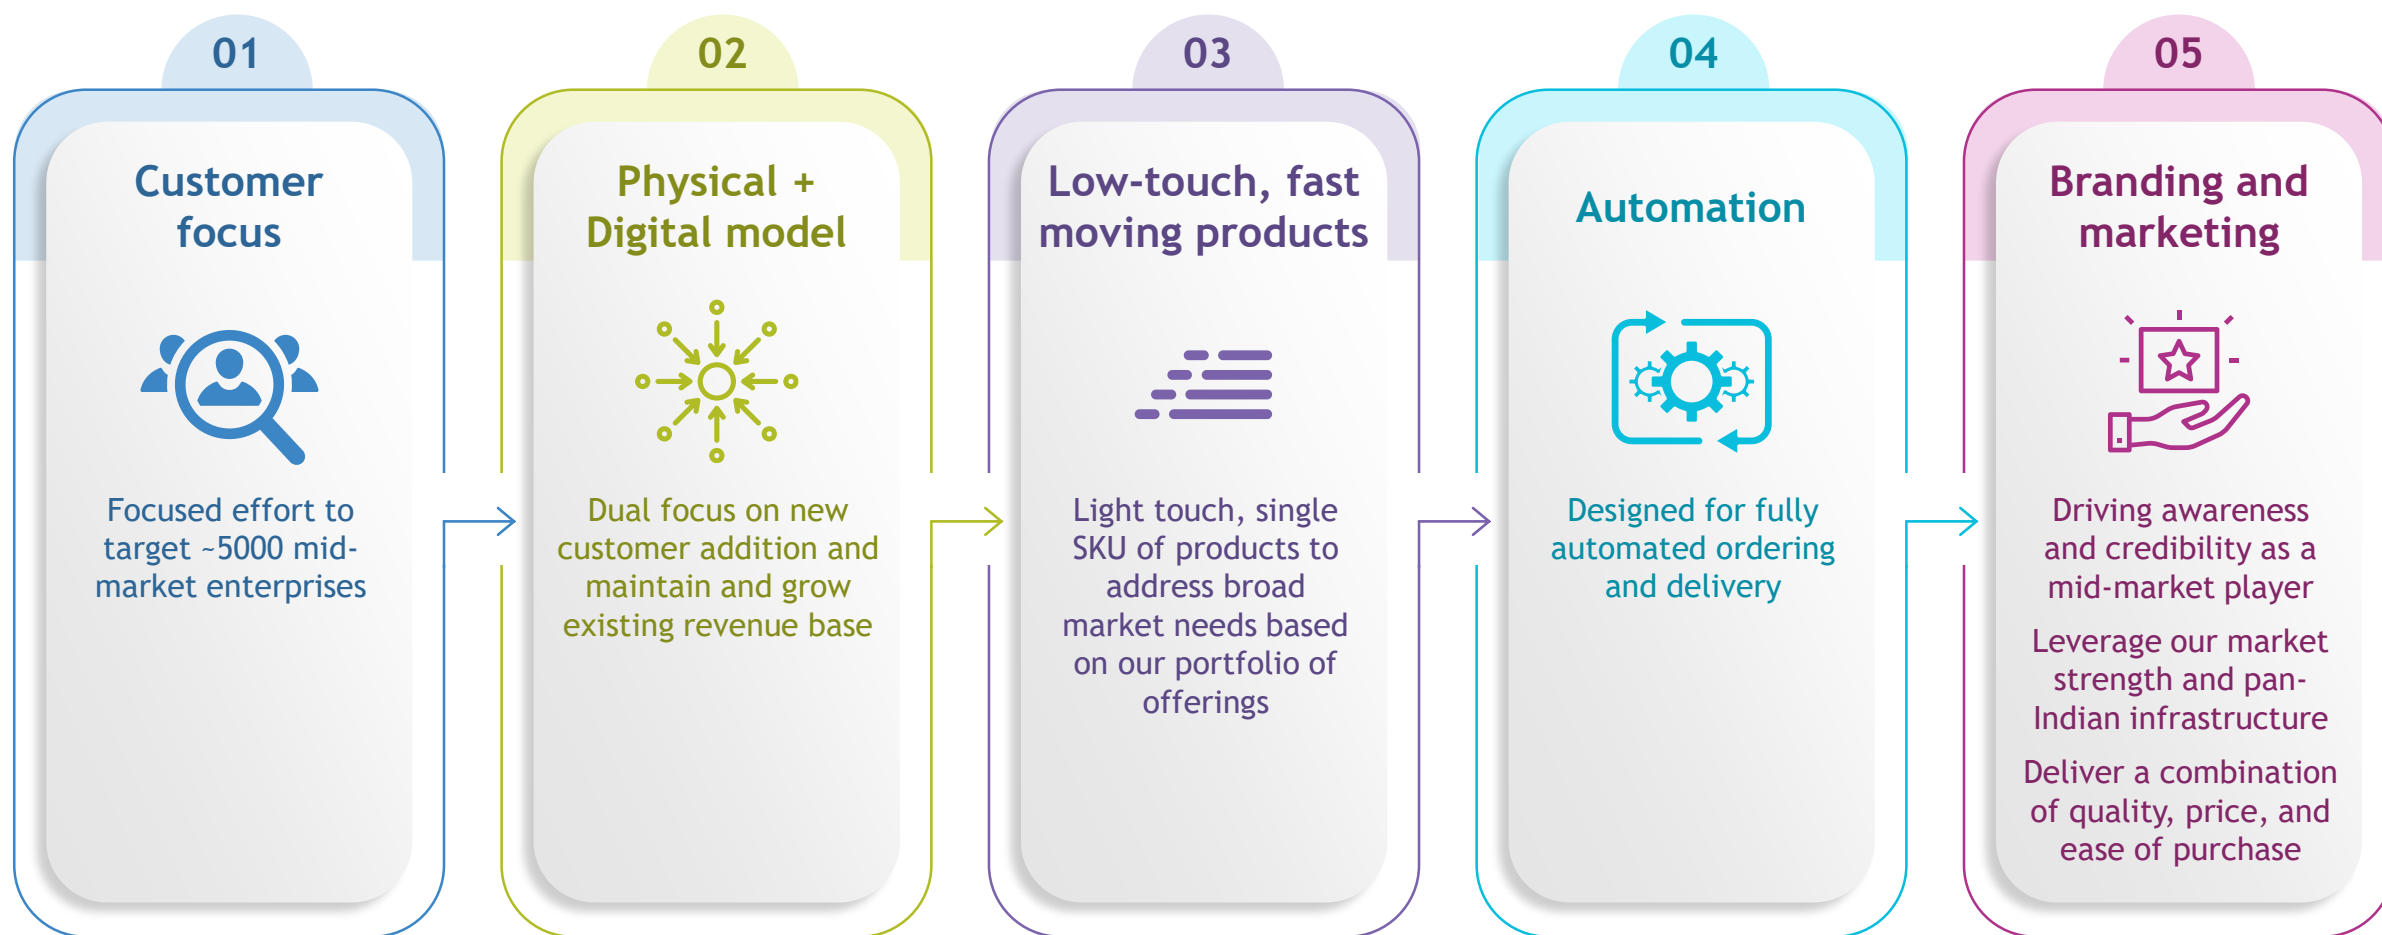 01
Customer
focus
Focused effort to
target ~5000 mid-
market enterprises
02
Physical +
Digital model
Dual focus on new
customer addition and
maintain and grow
existing revenue base
03
Low-touch, fast
moving products
Light touch, single
SKU of products to
address broad
market needs based
on our portfolio of
offerings
04
Automation
Designed for fully
automated ordering
and delivery
05
Branding and
marketing
Driving awareness
and credibility as a
mid-market player
Leverage our market
strength and pan-
Indian infrastructure
Deliver a combination
of quality, price, and
ease of purchase